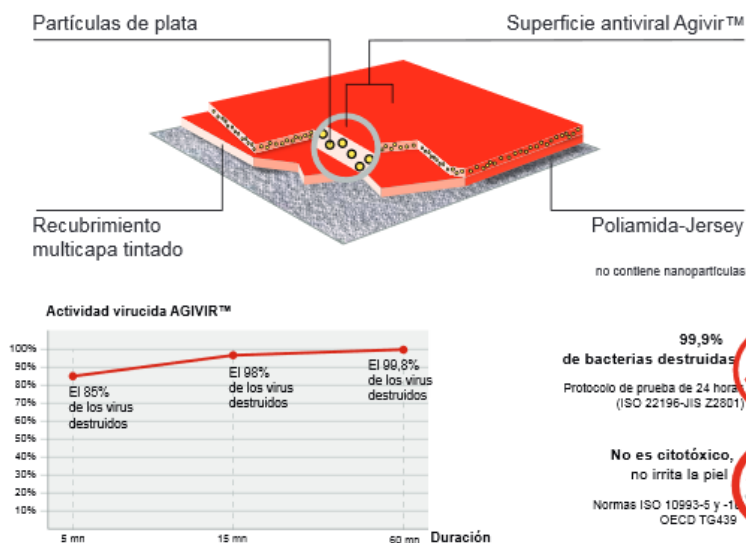 Partículas de plata
Superficie antiviral Agivir™
Recubrimiento
multicapa tintado
Poliamida-Jersey
no contiene nanopartículas
Actividad virucida AGIVIR™
100%
90%
80%
70%
60%
50%
40%
30%
20%
10%
El 85%
de los virus
destruidos
El 98%
de los virus
destruidos
El 99,8%
de los virus
destruidos
5 mn
15 mn
60 mn
Duración
99,9%
de bacterias destruidas
Protocolo de prueba de 24 horas
(ISO 22196-JIS Z2801)
No es citotóxico,
no irrita la piel
Normas ISO 10993-5 y
OECD TG439